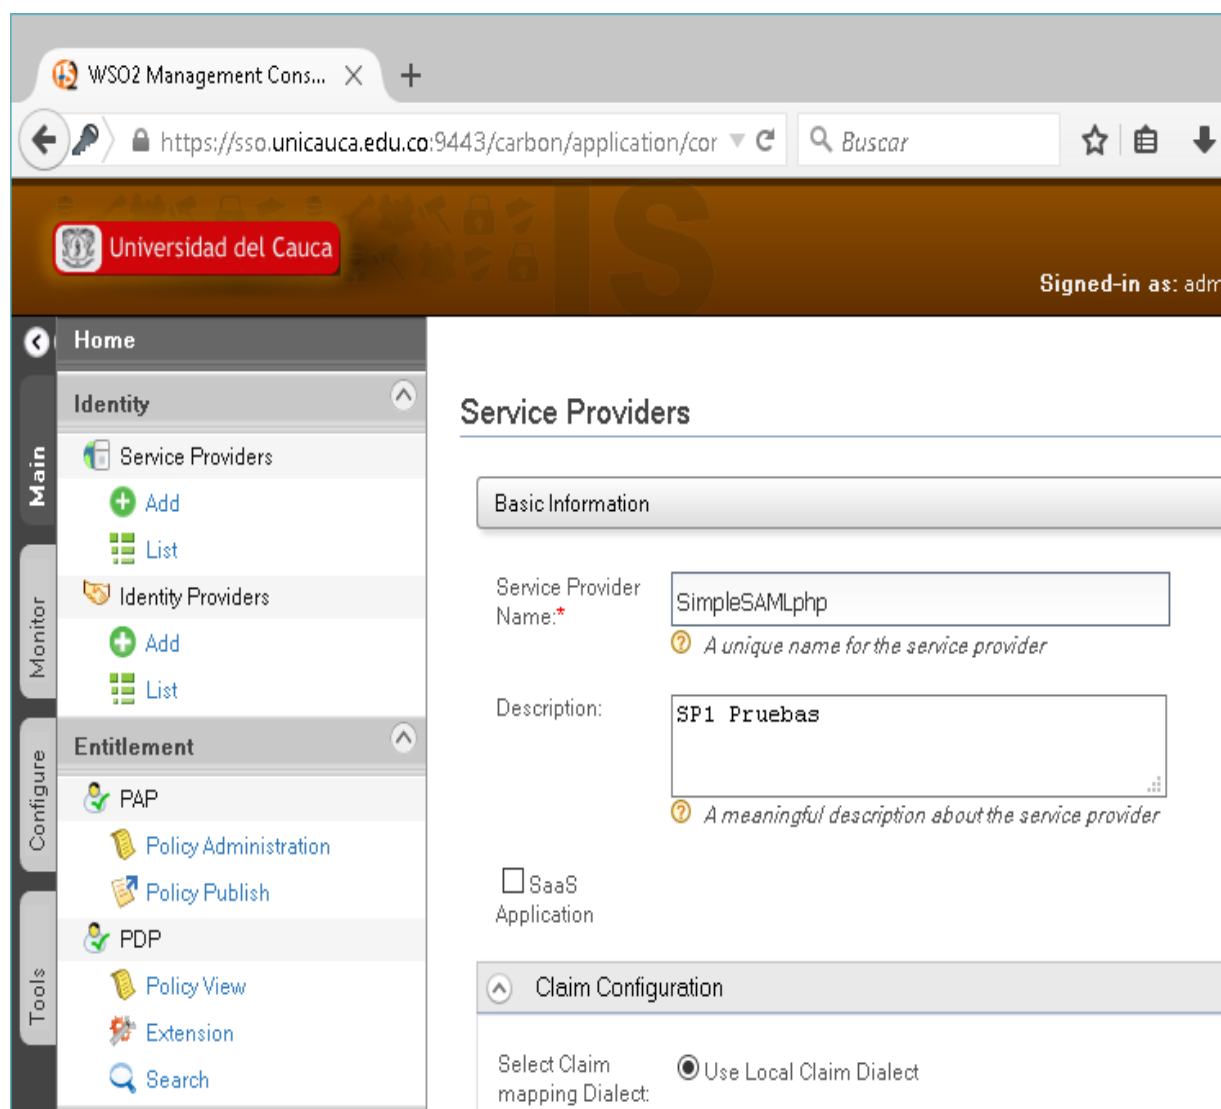 WSO2 Management Cons...
https://sso.unicauca.edu.co:9443/carbon/application/cor
Buscar
IS
Universidad del Cauca
Signed-in as: adm
Home
Identity
Service Providers
Add
List
Identity Providers
Add
List
Entitlement
PAP
Policy Administration
Policy Publish
PDP
Policy View
Extension
Search
Main
Monitor
Configure
Tools
Service Providers
Basic Information
Service Provider
Name:*
SimpleSAMLphp
A unique name for the service provider
Description:
SP1 Pruebas
A meaningful description about the service provider
SaaS
Application
Claim Configuration
Select Claim
mapping Dialect:
Use Local Claim Dialect